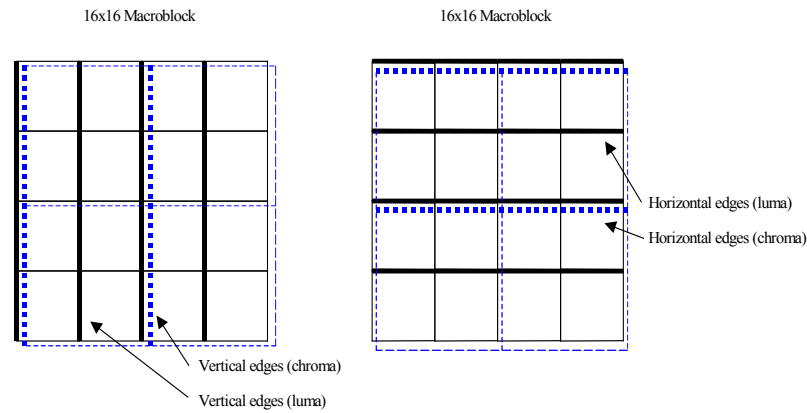 16x16 Macroblock
16x16 Macroblock
Horizontal edges (luma)
Horizontal edges (chroma)
Vertical edges (chroma)
Vertical edges (luma)